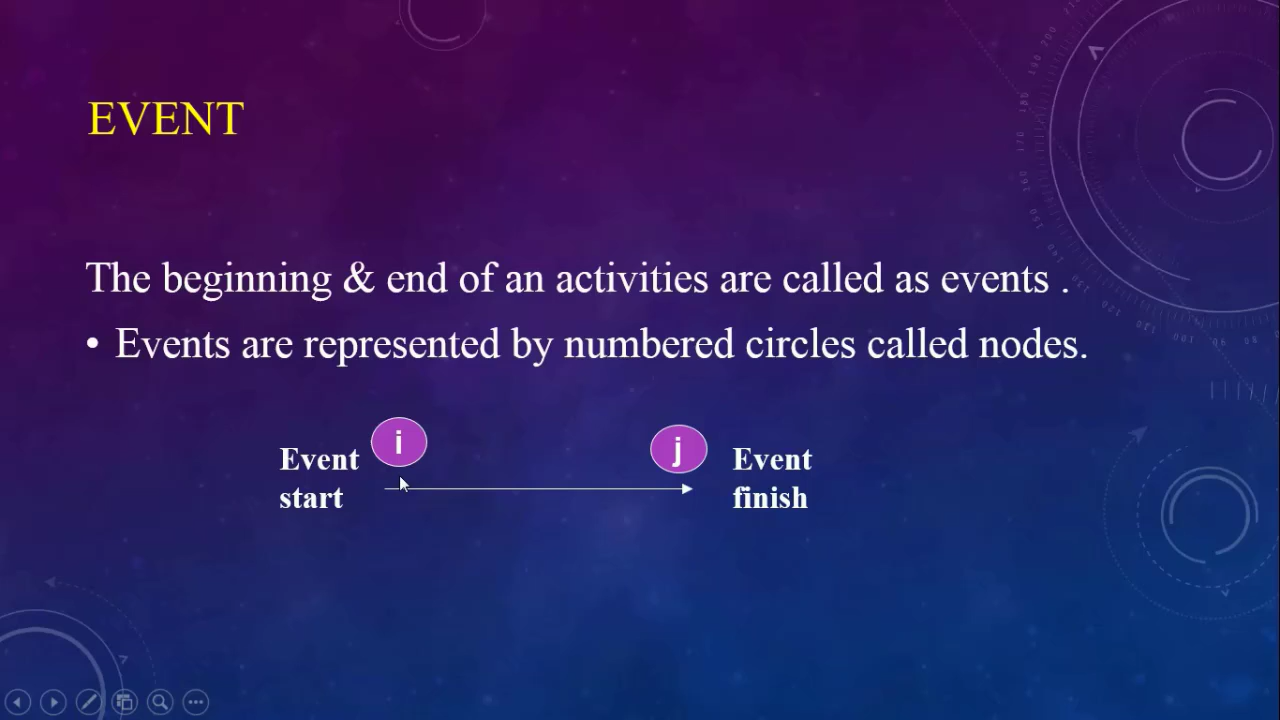 EVENT
The beginning & end of an activities are called as events .
• Events are represented by numbered circles called nodes.
i
j
Event
start
Event
finish